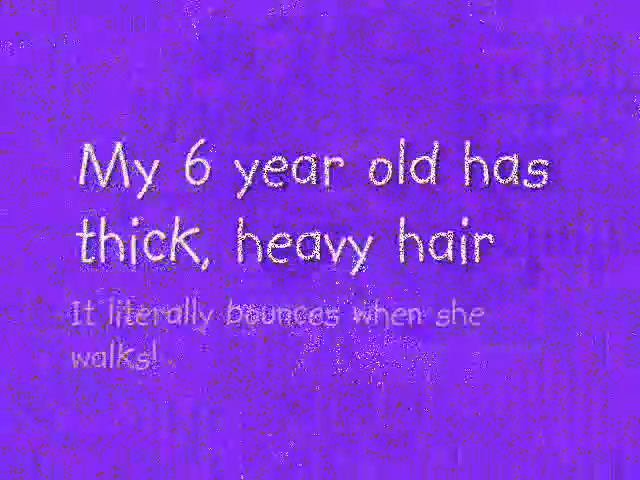 My 6 year old has
thick, heavy hair
It literally bounces when she
walks!